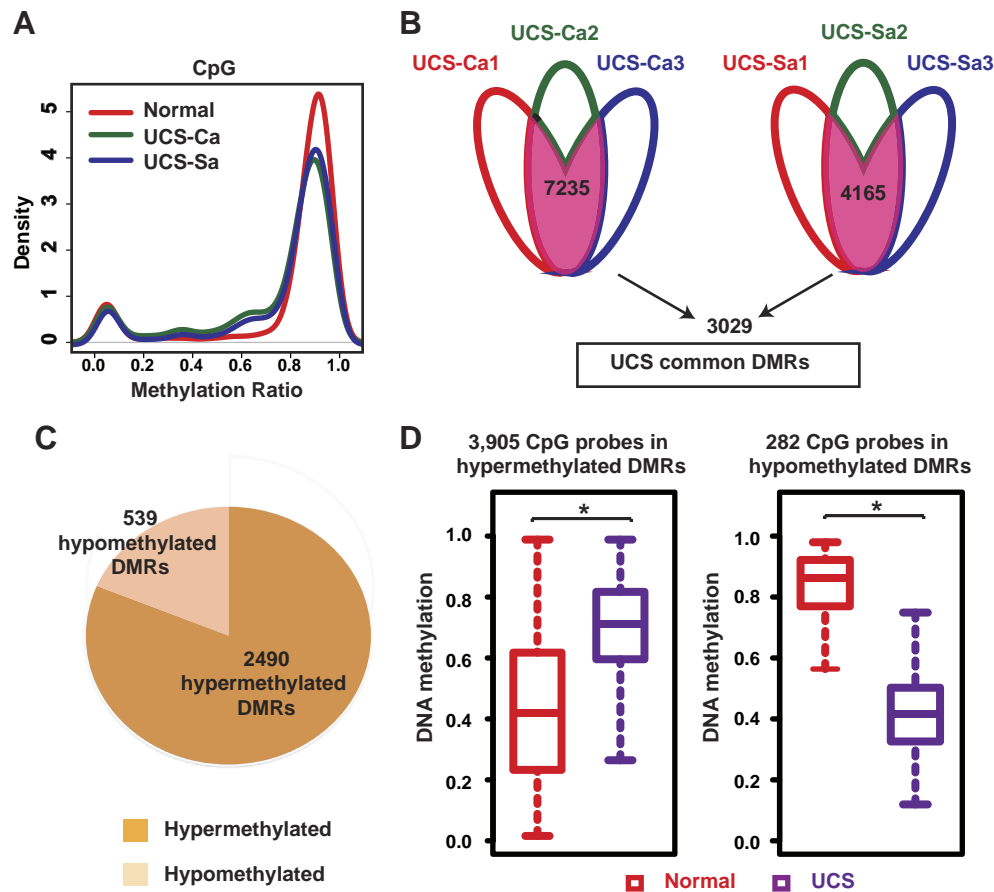 A
CpG
5
4
3
2
1
0
Density
Normal
UCS-Ca
UCS-Sa
0.0 0.2 0.4 0.6 0.8 1.0
Methylation Ratio
B
UCS-Ca2
UCS-Ca1
UCS-Ca3
7235
UCS-Sa2
UCS-Sa1
UCS-Sa3
4165
3029
UCS common DMRs
C
539
hypomethylated
DMRs
2490
hypermethylated
DMRs
Hypermethylated
Hypomethylated
D
3,905 CpG probes in
hypermethylated DMRs
*
1.0
0.8
0.6
0.4
0.2
0.0
DNA methylation
282 CpG probes in
hypomethylated DMRs
*
1.0
0.8
0.6
0.4
0.2
0.0
DNA methylation
Normal
UCS